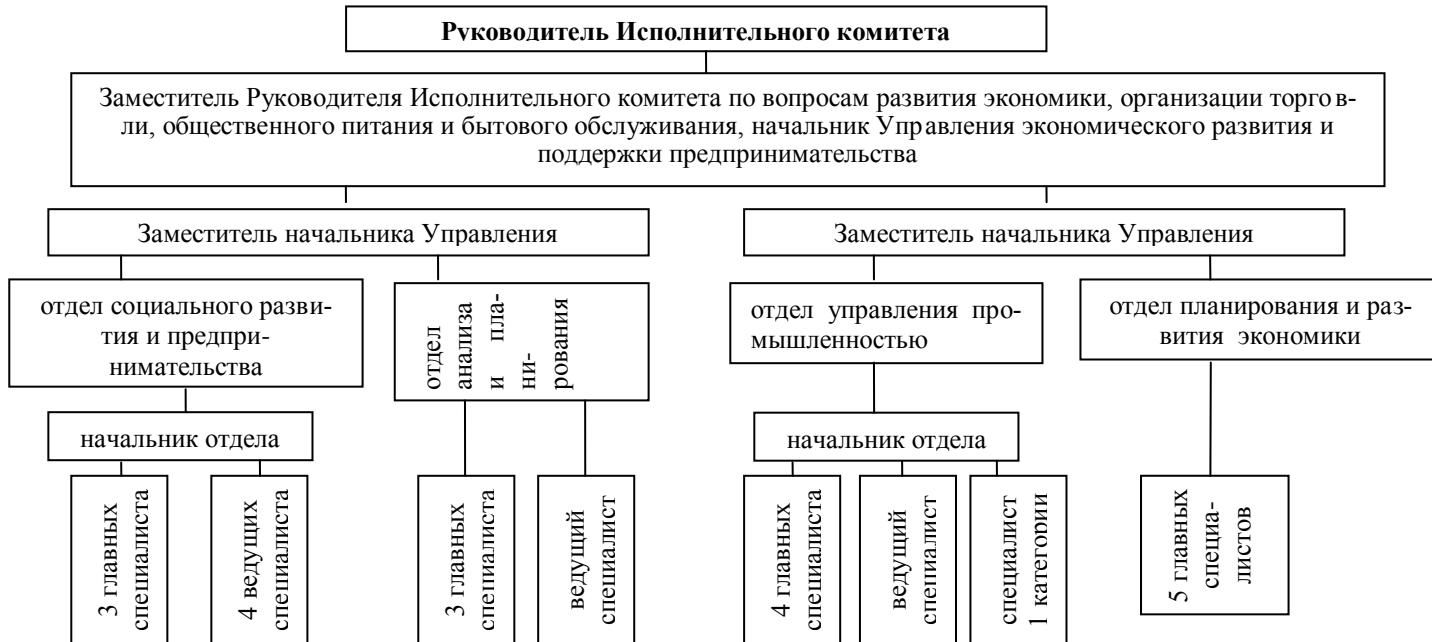 Руководитель Исполнительного комитета
Заместитель Руководителя Исполнительного комитета по вопросам развития экономики, организации торгов-
ли, общественного питания и бытового обслуживания, начальник Управления экономического развития и
поддержки предпринимательства
Заместитель начальника Управления
Заместитель начальника Управления
отдел социального разви-
тия и предпри-
нимательства
отдел
анализа
и пла-
ни-
рования
отдел управления про-
мышленностью
отдел планирования и раз-
вития экономики
начальник отдела
начальник отдела
3 главных
специалиста
4 ведущих
специалиста
3 главных
специалиста
ведущий
специалист
4 главных
специалиста
ведущий
специалист
специалист
1 категории
5 главных
специа-
листов